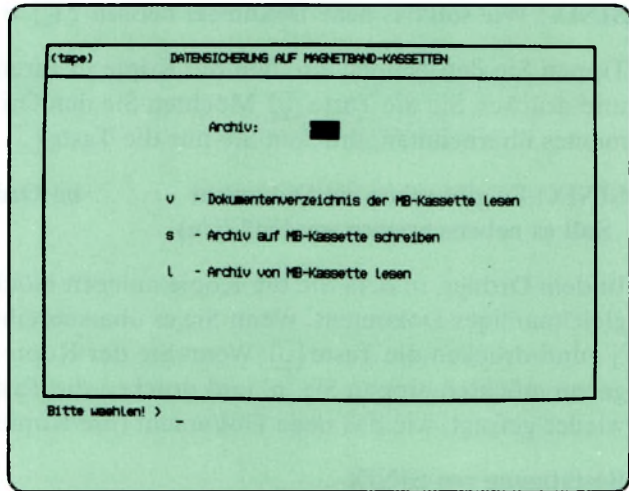 (tape) DATENSICHERUNG AUF MAGNETBAND-KASSETTEN
Archiv:
v - Dokumentenverzeichnis der MB-Kassette lesen
s - Archiv auf MB-Kassette schreiben
l - Archiv von MB-Kassette lesen
Bitte waehlen! >